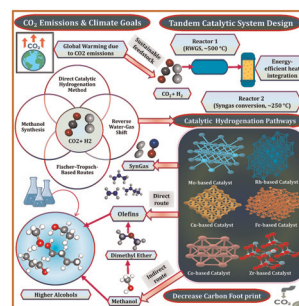 CO₂ Emissions & Climate Goals
Tandem Catalytic System Design
CO₂
Global Warming due
to CO2 emissions
Sustainable
feedstock
Reactor 1
(RWGS, ~500 °C)
CO₂+ H₂
Energy-
efficient heat
integration
Reactor 2
(Syngas conversion, ~250 °C)
Direct Catalytic
Hydrogenation
Method
Methanol
Synthesis
CO2+ H2
Reverse
Water-Gas
Shift
Fischer-Tropsch-
Based Routes
Catalytic Hydrogenation Pathways
SynGas
Direct
route
Olefins
Dimethyl Ether
Indirect
route
Methanol
Higher Alcohols
Mo-based Catalyst
Rh-based Catalyst
Cu-based Catalyst
Fe-based Catalyst
Co-based Catalyst
Zr-based Catalyst
Decrease Carbon Foot print
CO₂